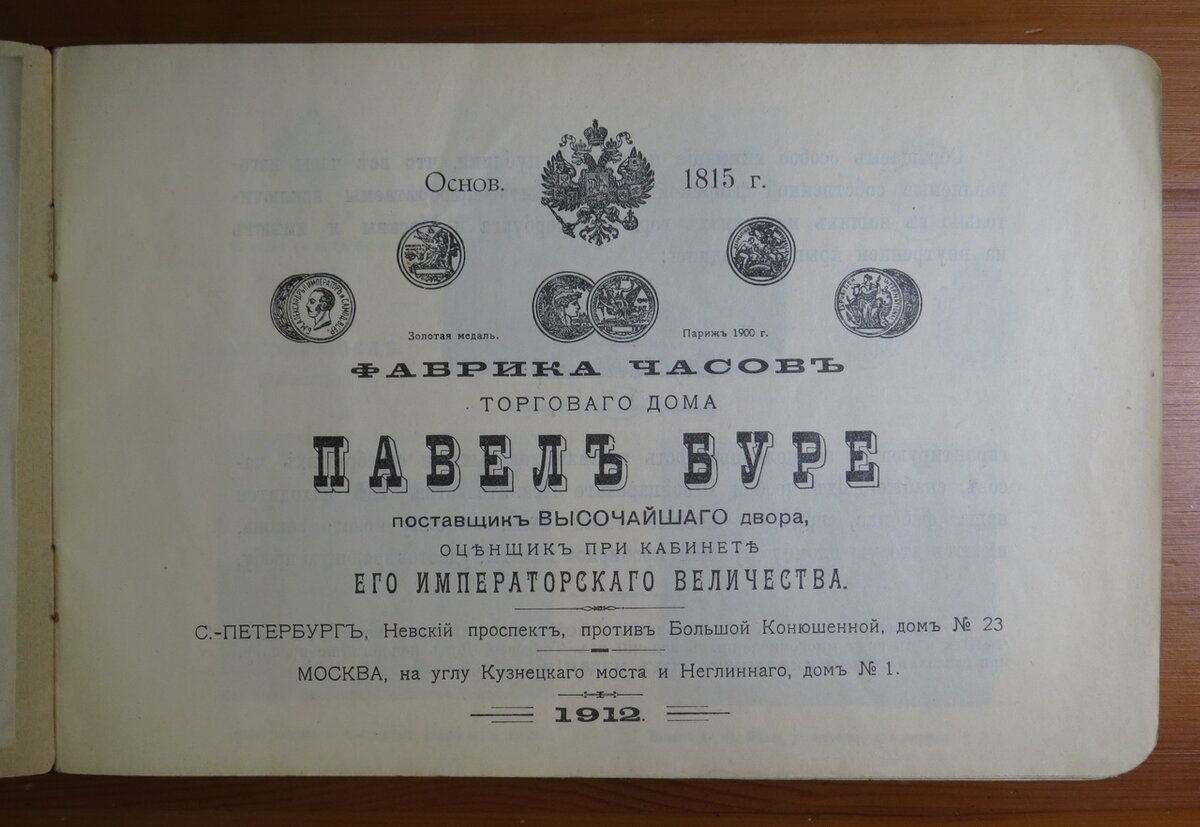 Основ. 1815 г.
Золотая медаль. Парижъ 1900 г.
ФАБРИКА ЧАСОВЪ
ТОРГОВАГО ДОМА
ПАВЕЛЪ БУРЕ
поставщикъ ВЫСОЧАЙШАГО двора,
ОЦѢНЩИКЪ ПРИ КАБИНЕТѢ
ЕГО ИМПЕРАТОРСКАГО ВЕЛИЧЕСТВА.
С.-ПЕТЕРБУРГЪ, Невскій проспектъ, противъ Большой Конюшенной, домъ № 23
МОСКВА, на углу Кузнецкаго моста и Неглиннаго, домъ № 1.
1912.